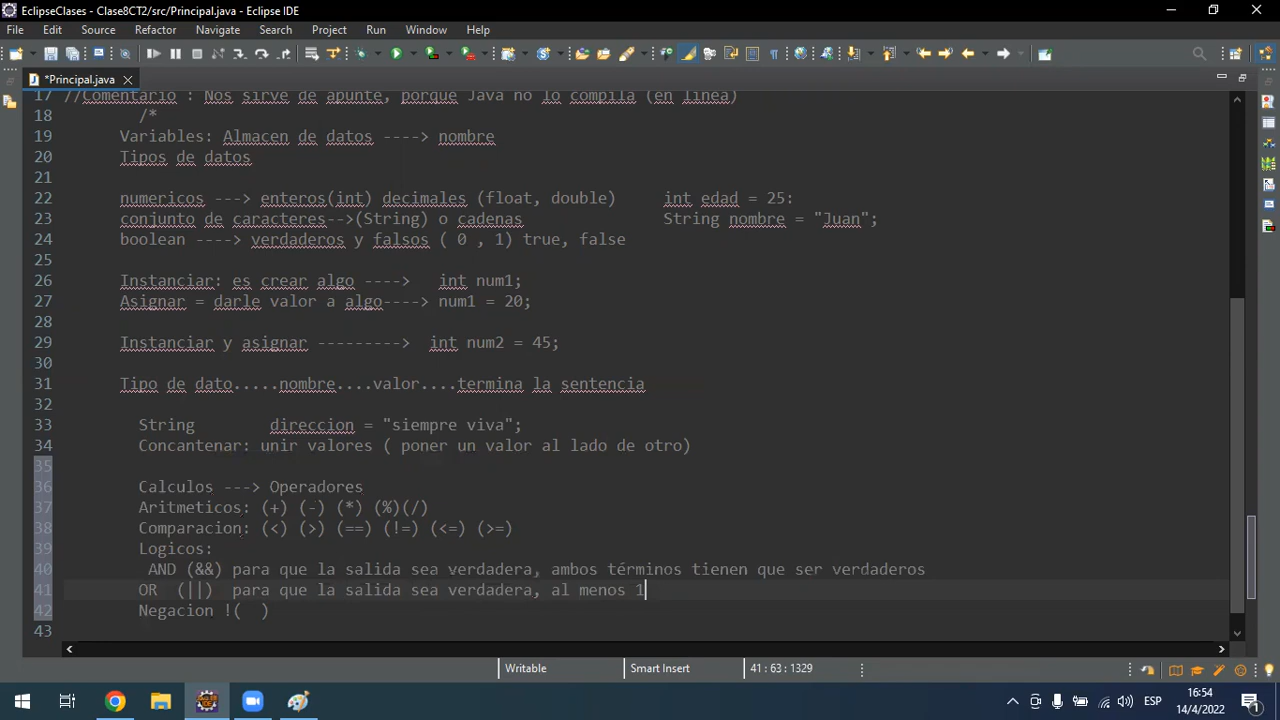 EclipseClases - Clase8CT2/src/Principal.java - Eclipse IDE
File Edit Source Refactor Navigate Search Project Run Window Help
*Principal.java
17 //Comentario : Nos sirve de apunte, porque Java no lo compila (en linea)
18 /*
19 Variables: Almacen de datos ----> nombre
20 Tipos de datos
21
22 numericos ---> enteros(int) decimales (float, double) int edad = 25:
23 conjunto de caracteres-->(String) o cadenas String nombre = "Juan";
24 boolean ----> verdaderos y falsos ( 0 , 1) true, false
25
26 Instanciar: es crear algo ----> int num1;
27 Asignar = darle valor a algo----> num1 = 20;
28
29 Instanciar y asignar ---------> int num2 = 45;
30
31 Tipo de dato.....nombre....valor....termina la sentencia
32
33 String direccion = "siempre viva";
34 Concantenar: unir valores ( poner un valor al lado de otro)
35
36 Calculos ---> Operadores
37 Aritmeticos: (+) (-) (*) (%)(/)
38 Comparacion: (<) (>) (==) (!=) (<=) (>=)
39 Logicos:
40 AND (&&) para que la salida sea verdadera, ambos términos tienen que ser verdaderos
41 OR (||) para que la salida sea verdadera, al menos 1
42 Negacion !( )
43
Writable Smart Insert 41 : 63 : 1329
ESP 16:54
14/4/2022